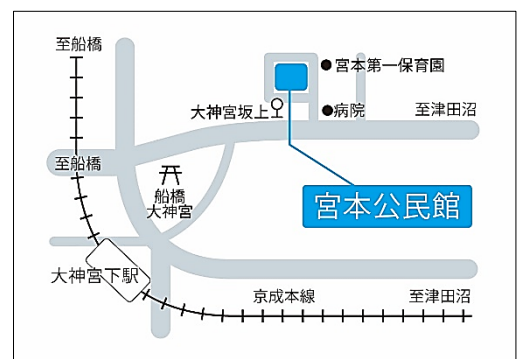 至船橋
●宮本第一保育園
大神宮坂上
●病院
至津田沼
至船橋
船橋
大神宮
宮本公民館
大神宮下駅
京成本線
至津田沼